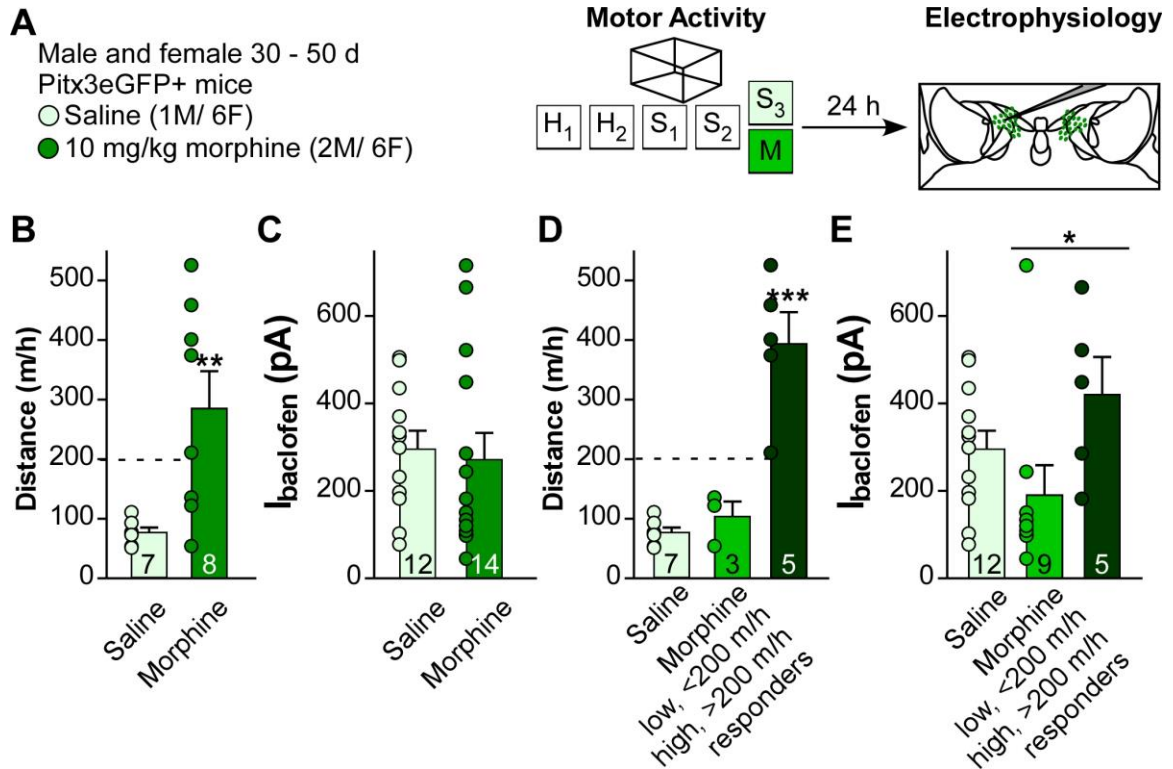 A
Male and female 30 - 50 d
Pitx3eGFP+ mice
Saline (1M/ 6F)
10 mg/kg morphine (2M/ 6F)
Motor Activity
H1 H2 S1 S2 S3
M
24 h
Electrophysiology
B
Distance (m/h)
500
400
300
200
100
0
**
7 8
Saline
Morphine
C
Ibaclofen (pA)
600
400
200
0
12 14
Saline
Morphine
D
Distance (m/h)
500
400
300
200
100
0
***
7 3 5
Saline
Morphine
low, <200 m/h
high, >200 m/h
responders
E
Ibaclofen (pA)
600
400
200
0
*
12 9 5
Saline
Morphine
low, <200 m/h
high, >200 m/h
responders